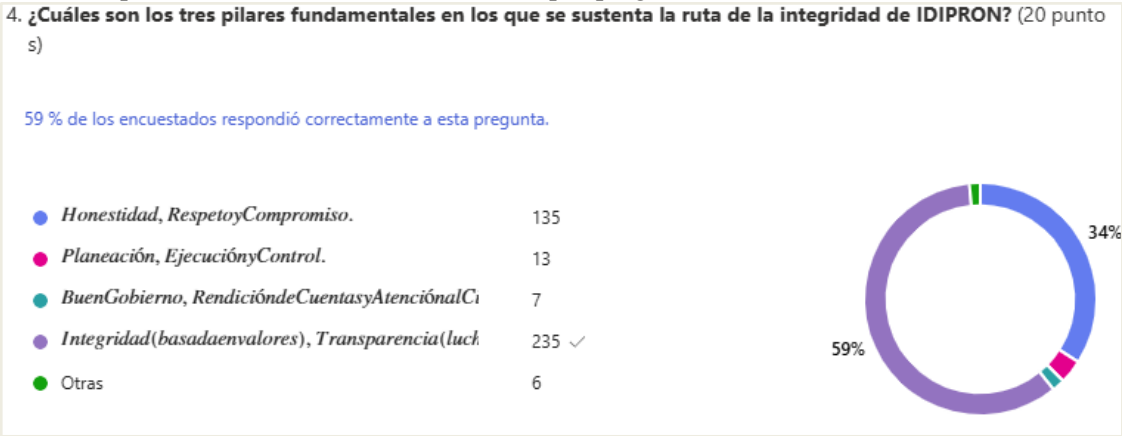 4. ¿Cuáles son los tres pilares fundamentales en los que se sustenta la ruta de la integridad de IDIPRON? (20 punto
s)
59 % de los encuestados respondió correctamente a esta pregunta.
Honestidad, RespetoyCompromiso. 135
Planeación, EjecuciónyControl. 13
BuenGobierno, RendicióndeCuentasyAtenciónalCi 7
Integridad(basadaenvalores), Transparencia(luch 235 ✓
Otras 6
34%
59%